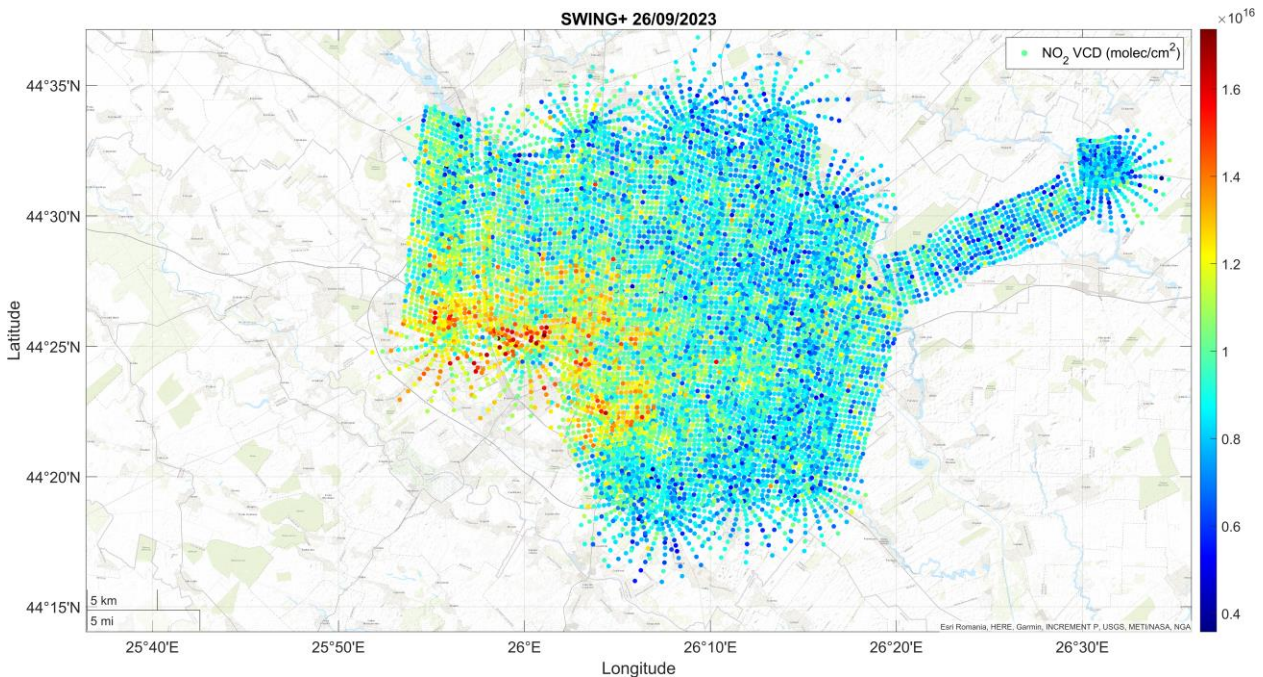 SWING+ 26/09/2023
×10^16
NO₂ VCD (molec/cm²)
44°35'N
44°30'N
44°25'N
44°20'N
44°15'N
Latitude
1.6
1.4
1.2
1
0.8
0.6
0.4
5 km
5 mi
Esri Romania, HERE, Garmin, INCREMENT P, USGS, METI/NASA, NGA
25°40'E
25°50'E
26°E
26°10'E
26°20'E
26°30'E
Longitude